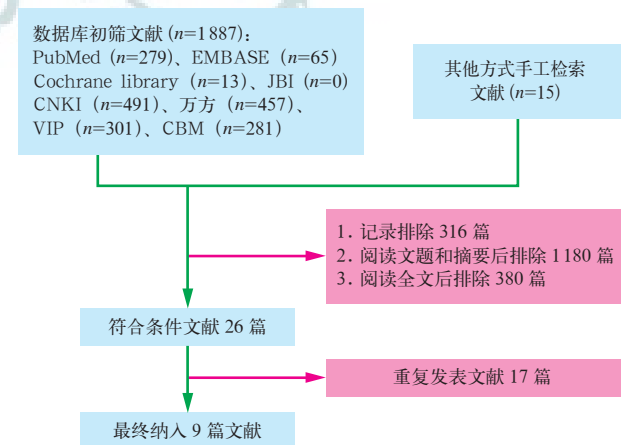 数据库初筛文献 (n=1887)：
PubMed (n=279)、EMBASE (n=65)
Cochrane library (n=13)、JBI (n=0)
CNKI (n=491)、万方 (n=457)、
VIP (n=301)、CBM (n=281)
其他方式手工检索
文献 (n=15)
1. 记录排除 316 篇
2. 阅读文题和摘要后排除 1180 篇
3. 阅读全文后排除 380 篇
符合条件文献 26 篇
重复发表文献 17 篇
最终纳入 9 篇文献